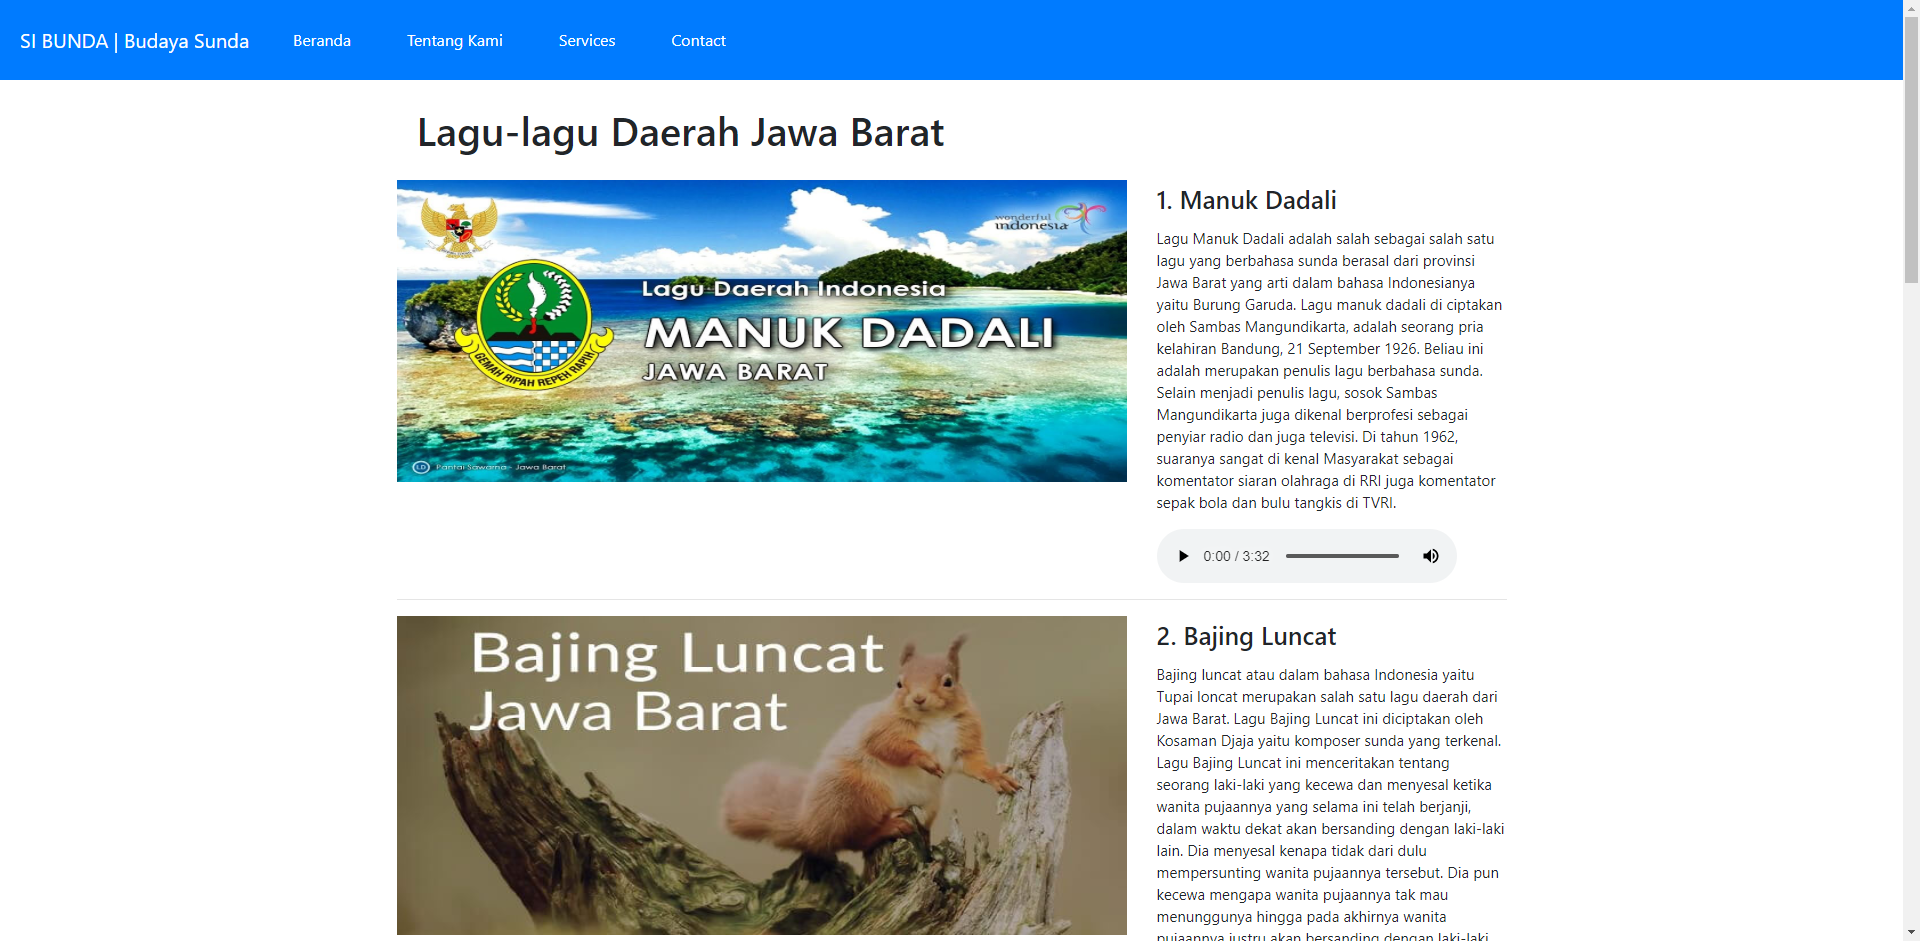 SI BUNDA | Budaya Sunda
Beranda
Tentang Kami
Services
Contact
Lagu-lagu Daerah Jawa Barat
wonderful
indonesia
Lagu Daerah Indonesia
MANUK DADALI
JAWA BARAT
GEMAH RIPAH REPEH RAPIH
LD
Pantai Sawarna - Jawa Barat
1. Manuk Dadali
Lagu Manuk Dadali adalah salah sebagai salah satu
lagu yang berbahasa sunda berasal dari provinsi
Jawa Barat yang arti dalam bahasa Indonesianya
yaitu Burung Garuda. Lagu manuk dadali di ciptakan
oleh Sambas Mangundikarta, adalah seorang pria
kelahiran Bandung, 21 September 1926. Beliau ini
adalah merupakan penulis lagu berbahasa sunda.
Selain menjadi penulis lagu, sosok Sambas
Mangundikarta juga dikenal berprofesi sebagai
penyiar radio dan juga televisi. Di tahun 1962,
suaranya sangat di kenal Masyarakat sebagai
komentator siaran olahraga di RRI juga komentator
sepak bola dan bulu tangkis di TVRI.
0:00 / 3:32
Bajing Luncat
Jawa Barat
2. Bajing Luncat
Bajing luncat atau dalam bahasa Indonesia yaitu
Tupai loncat merupakan salah satu lagu daerah dari
Jawa Barat. Lagu Bajing Luncat ini diciptakan oleh
Kosaman Djaja yaitu komposer sunda yang terkenal.
Lagu Bajing Luncat ini menceritakan tentang
seorang laki-laki yang kecewa dan menyesal ketika
wanita pujaannya yang selama ini telah berjanji,
dalam waktu dekat akan bersanding dengan laki-laki
lain. Dia menyesal kenapa tidak dari dulu
mempersunting wanita pujaannya tersebut. Dia pun
kecewa mengapa wanita pujaannya tak mau
menunggunya hingga pada akhirnya wanita
pujaannya justru akan bersanding dengan laki-laki